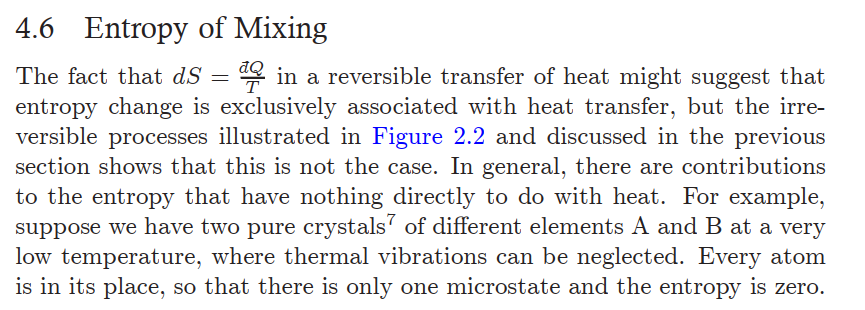 4.6 Entropy of Mixing
The fact that dS = đQ/T in a reversible transfer of heat might suggest that
entropy change is exclusively associated with heat transfer, but the irre-
versible processes illustrated in Figure 2.2 and discussed in the previous
section shows that this is not the case. In general, there are contributions
to the entropy that have nothing directly to do with heat. For example,
suppose we have two pure crystals⁷ of different elements A and B at a very
low temperature, where thermal vibrations can be neglected. Every atom
is in its place, so that there is only one microstate and the entropy is zero.